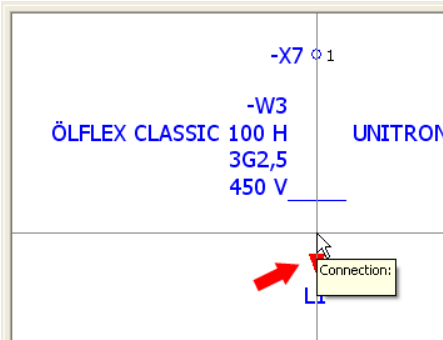 -X7 1
-W3
ÖLFLEX CLASSIC 100 H
3G2,5
450 V
UNITRON
Connection:
L1